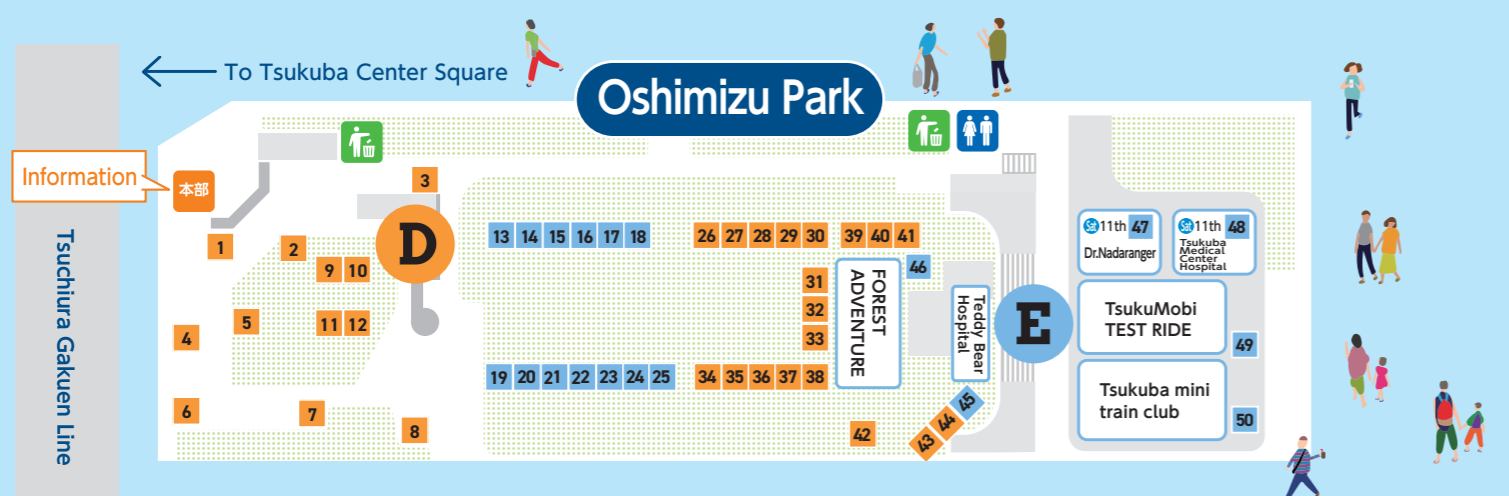 To Tsukuba Center Square
Oshimizu Park
Information
本部
Tsuchiura Gakuen Line
3
D
1
2
9 10
11 12
5
4
6
7
8
13 14 15 16 17 18
26 27 28 29 30
39 40 41
46
31
32
33
FOREST
ADVENTURE
Teddy Bear
Hospital
E
19 20 21 22 23 24 25
34 35 36 37 38
42
43 44 45
Sat 11th 47
Dr.Nadaranger
Sat 11th 48
Tsukuba
Medical
Center
Hospital
TsukuMobi
TEST RIDE
49
Tsukuba mini
train club
50